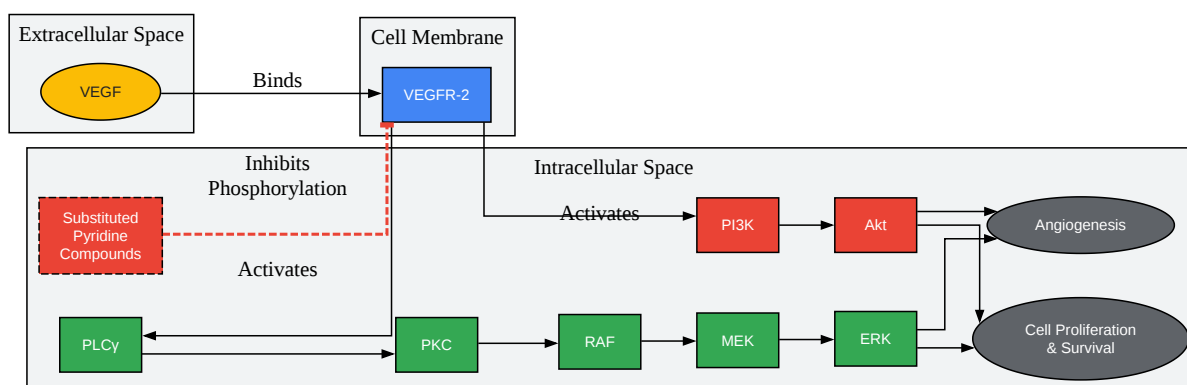 Extracellular Space
Cell Membrane
VEGF
Binds
VEGFR-2
Inhibits
Phosphorylation
Intracellular Space
Substituted
Pyridine
Compounds
Activates
PI3K
Akt
Angiogenesis
Activates
PLCγ
PKC
RAF
MEK
ERK
Cell Proliferation
& Survival